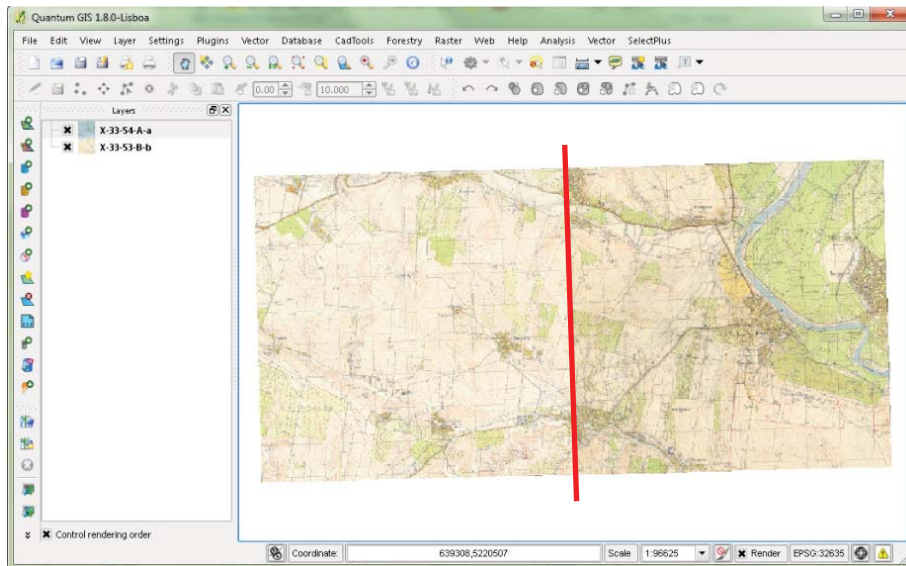 Quantum GIS 1.8.0-Lisboa
File Edit View Layer Settings Plugins Vector Database CadTools Forestry Raster Web Help Analysis Vector SelectPlus
0.00 10.000
Layers
X-33-54-A-a
X-33-53-B-b
Control rendering order
Coordinate: 639308,5220507 Scale 1:96625 Render EPSG:32635